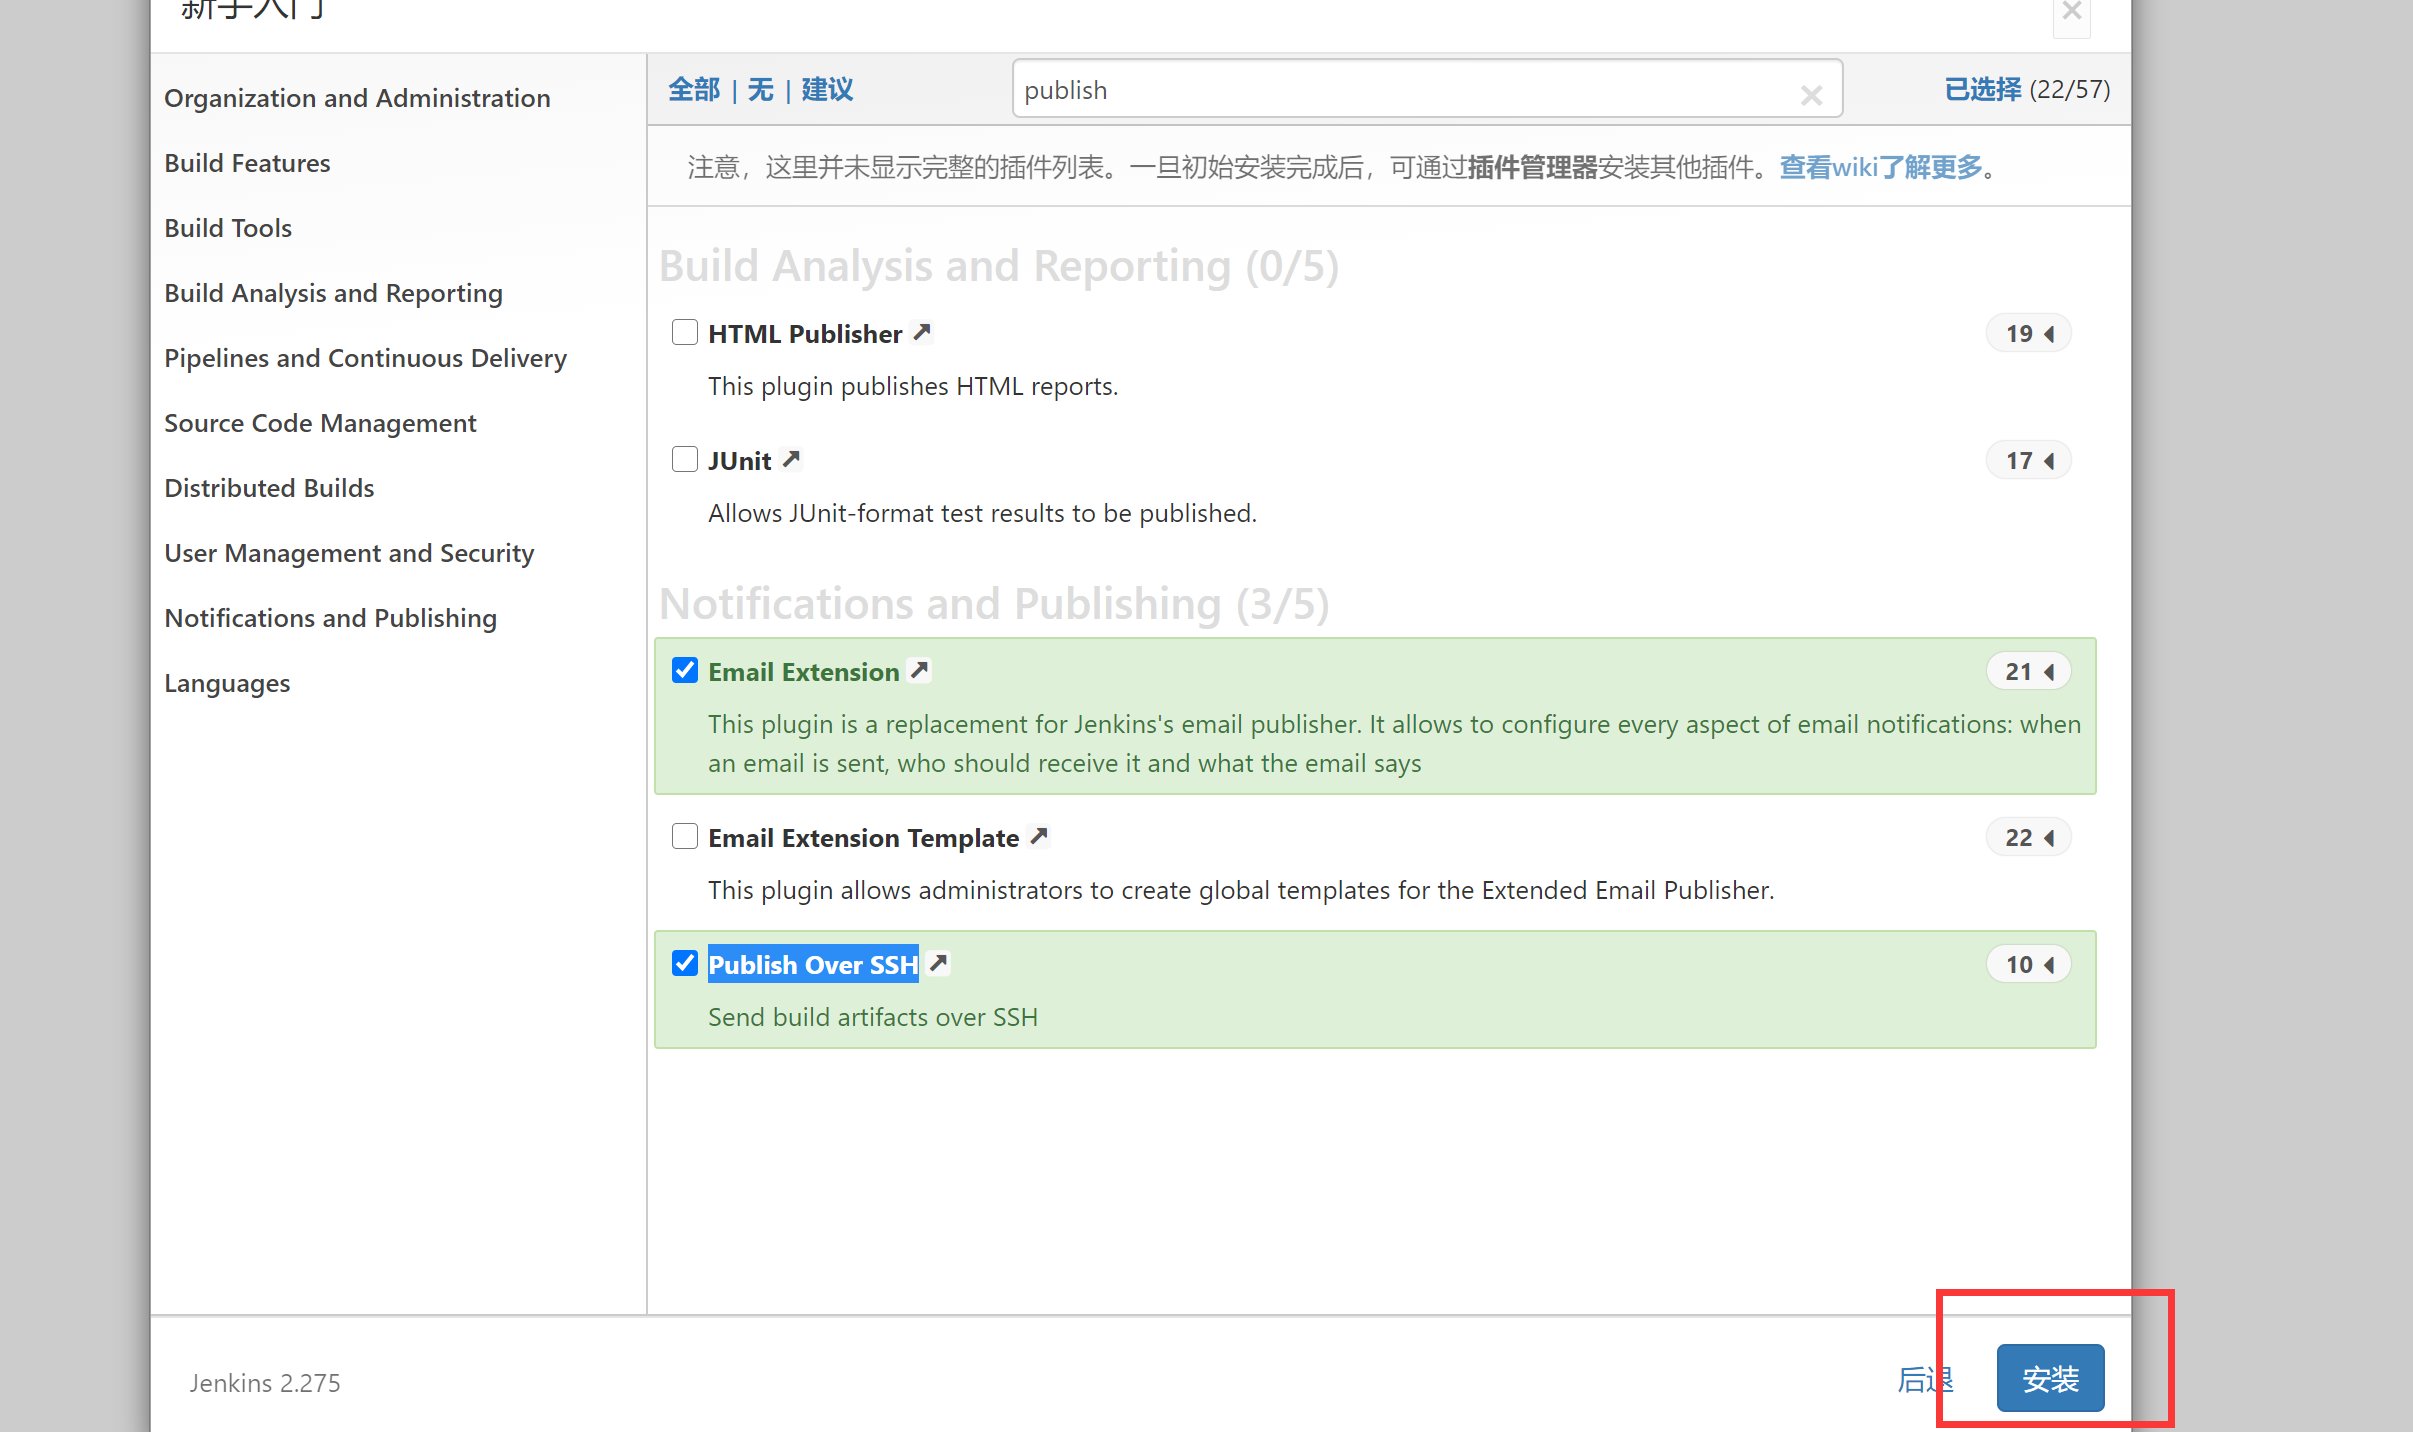 新手入门
Organization and Administration
Build Features
Build Tools
Build Analysis and Reporting
Pipelines and Continuous Delivery
Source Code Management
Distributed Builds
User Management and Security
Notifications and Publishing
Languages
全部 | 无 | 建议
publish
已选择 (22/57)
注意，这里并未显示完整的插件列表。一旦初始安装完成后，可通过插件管理器安装其他插件。查看wiki了解更多。
Build Analysis and Reporting (0/5)
HTML Publisher
19
This plugin publishes HTML reports.
JUnit
17
Allows JUnit-format test results to be published.
Notifications and Publishing (3/5)
Email Extension
21
This plugin is a replacement for Jenkins's email publisher. It allows to configure every aspect of email notifications: when
an email is sent, who should receive it and what the email says
Email Extension Template
22
This plugin allows administrators to create global templates for the Extended Email Publisher.
Publish Over SSH
10
Send build artifacts over SSH
Jenkins 2.275
后退
安装